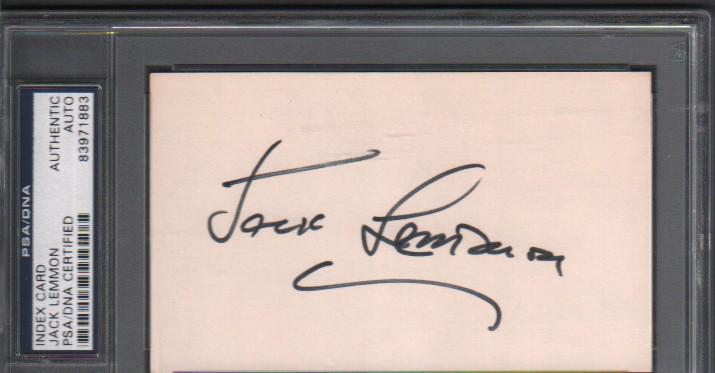 PSA/DNA
INDEX CARD
JACK LEMMON
PSA/DNA CERTIFIED
AUTHENTIC
AUTO
83971883
Jack Lemmon